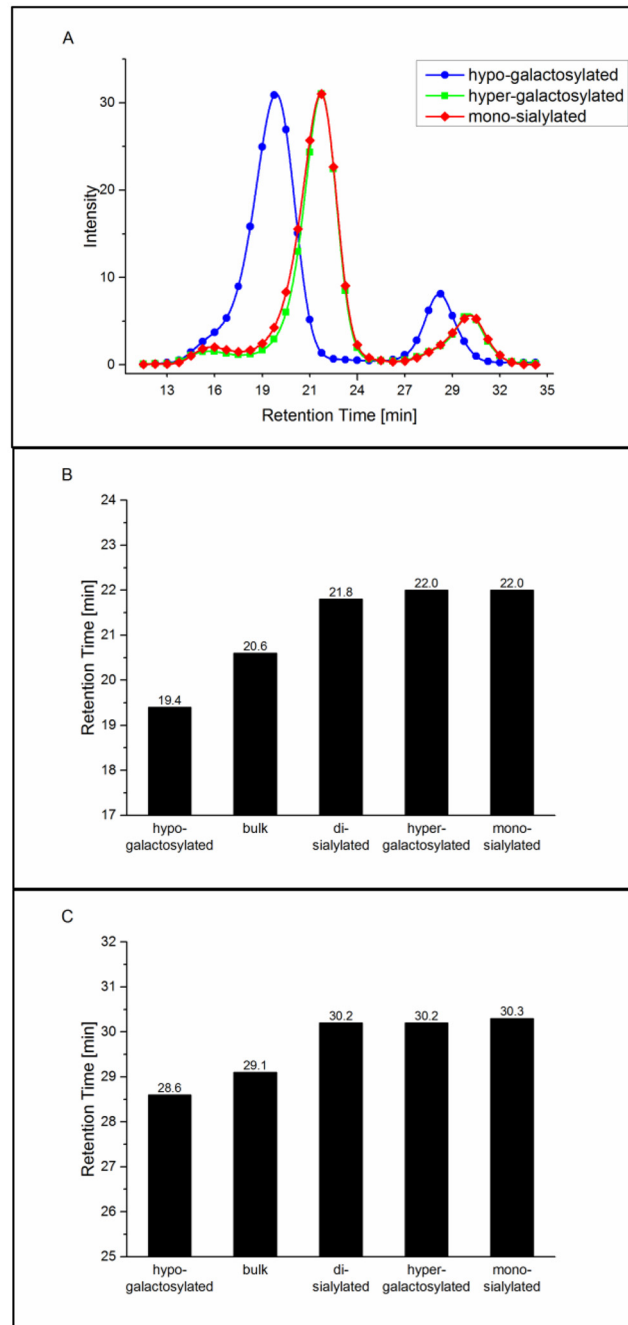 A
hypo-galactosylated
hyper-galactosylated
mono-sialylated
Intensity
30
20
10
0
13 16 19 21 24 27 29 32 35
Retention Time [min]
B
Retention Time [min]
24
23
22
21
20
19
18
17
19.4 20.6 21.8 22.0 22.0
hypo- bulk di- hyper- mono-
galactosylated sialylated galactosylated sialylated
C
Retention Time [min]
32
31
30
29
28
27
26
25
28.6 29.1 30.2 30.2 30.3
hypo- bulk di- hyper- mono-
galactosylated sialylated galactosylated sialylated